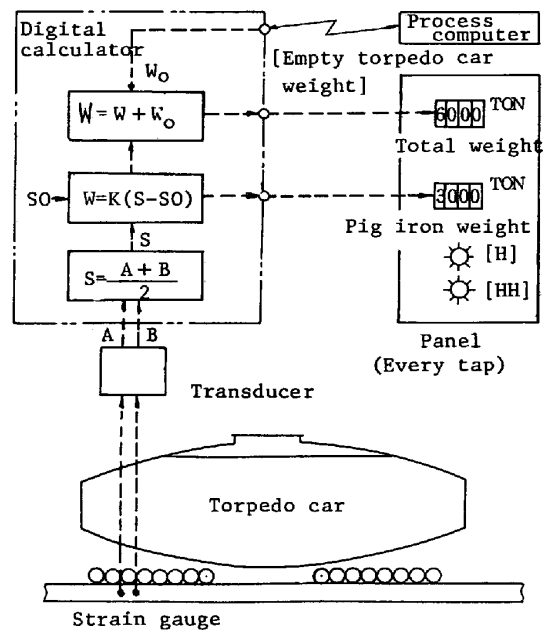 Digital
calculator
Process
computer
[Empty torpedo car
weight]
Wo
W=W+Wo
6000 TON
Total weight
SO
W=K(S-SO)
3000 TON
Pig iron weight
S
[H]
[HH]
S=A+B/2
A B
Panel
(Every tap)
Transducer
Torpedo car
Strain gauge